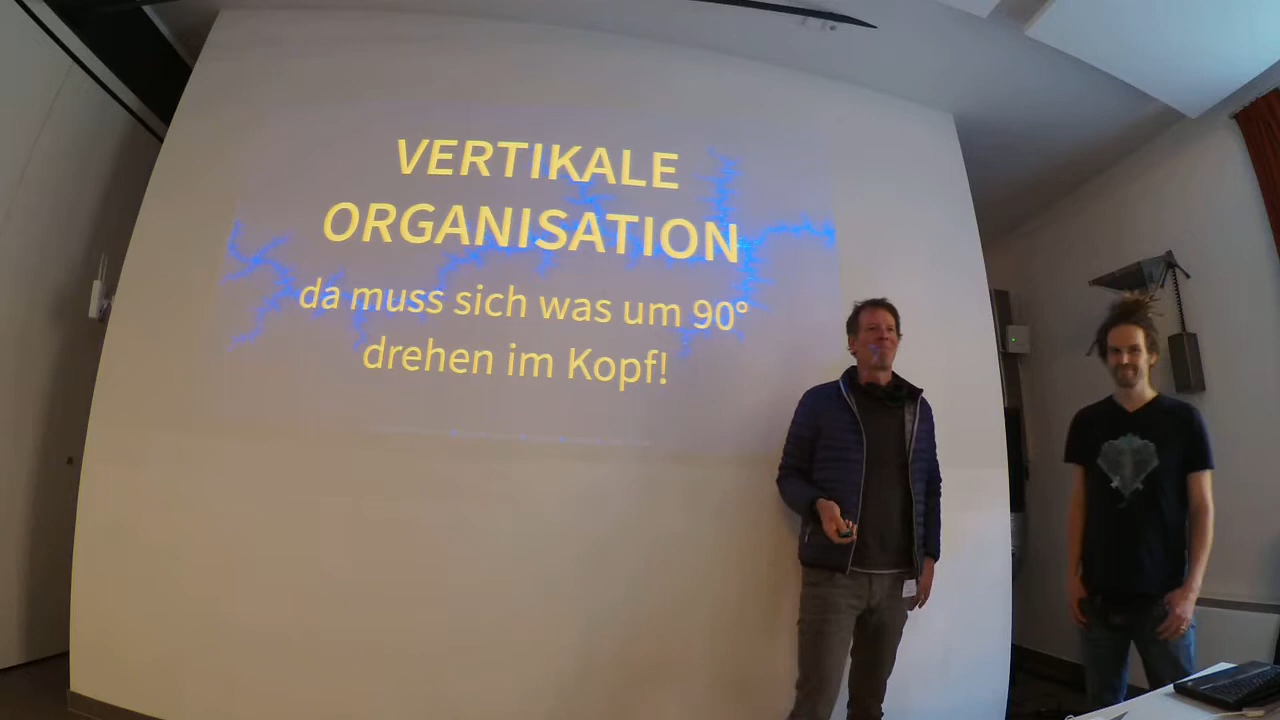 VERTIKALE
ORGANISATION
da muss sich was um 90°
drehen im Kopf!